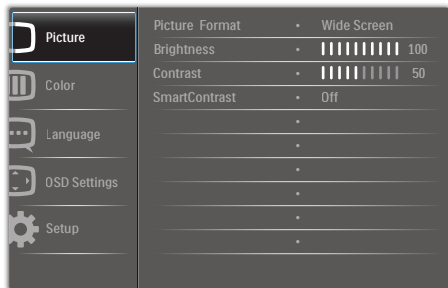 Picture
Color
Language
OSD Settings
Setup
Picture Format • Wide Screen
Brightness • 100
Contrast • 50
SmartContrast • Off